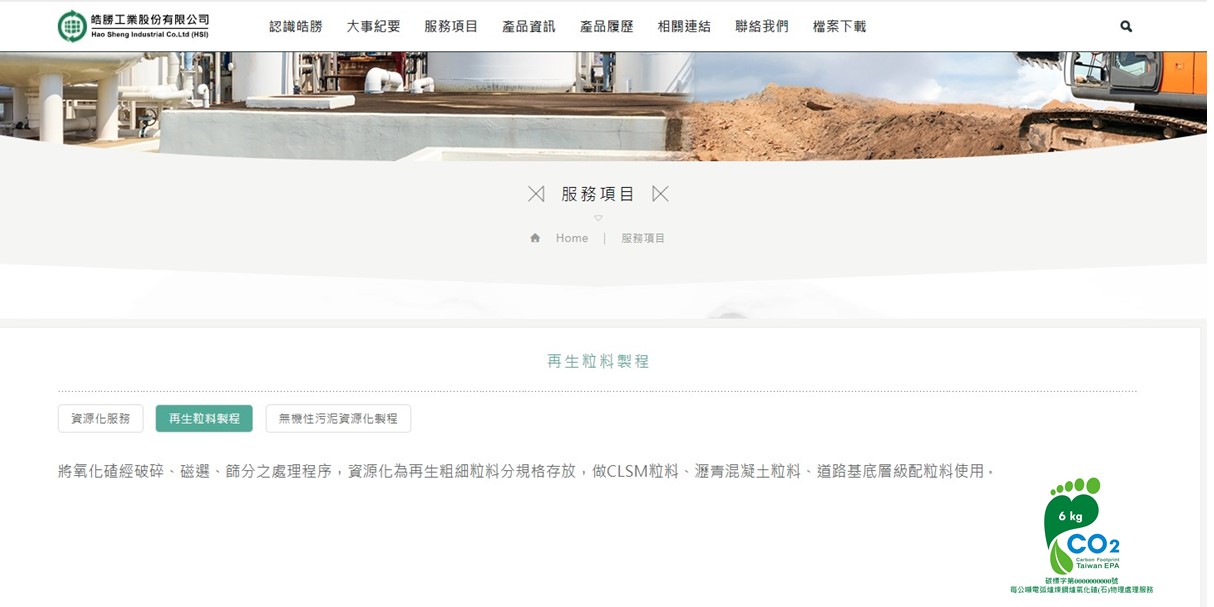 皓勝工業股份有限公司
Hao Sheng Industrial Co.,Ltd (HSI)
認識皓勝 大事紀要 服務項目 產品資訊 產品履歷 相關連結 聯絡我們 檔案下載
服務項目
Home | 服務項目
再生粒料製程
資源化服務 再生粒料製程 無機性污泥資源化製程
將氧化碴經破碎、磁選、篩分之處理程序，資源化為再生粗細粒料分規格存放，做CLSM粒料、瀝青混凝土粒料、道路基底層級配粒料使用。
6 kg
CO2
Carbon Footprint
Taiwan EPA
碳標字第0000000000號
每公噸電弧爐煉鋼爐氧化碴(石)物理處理服務